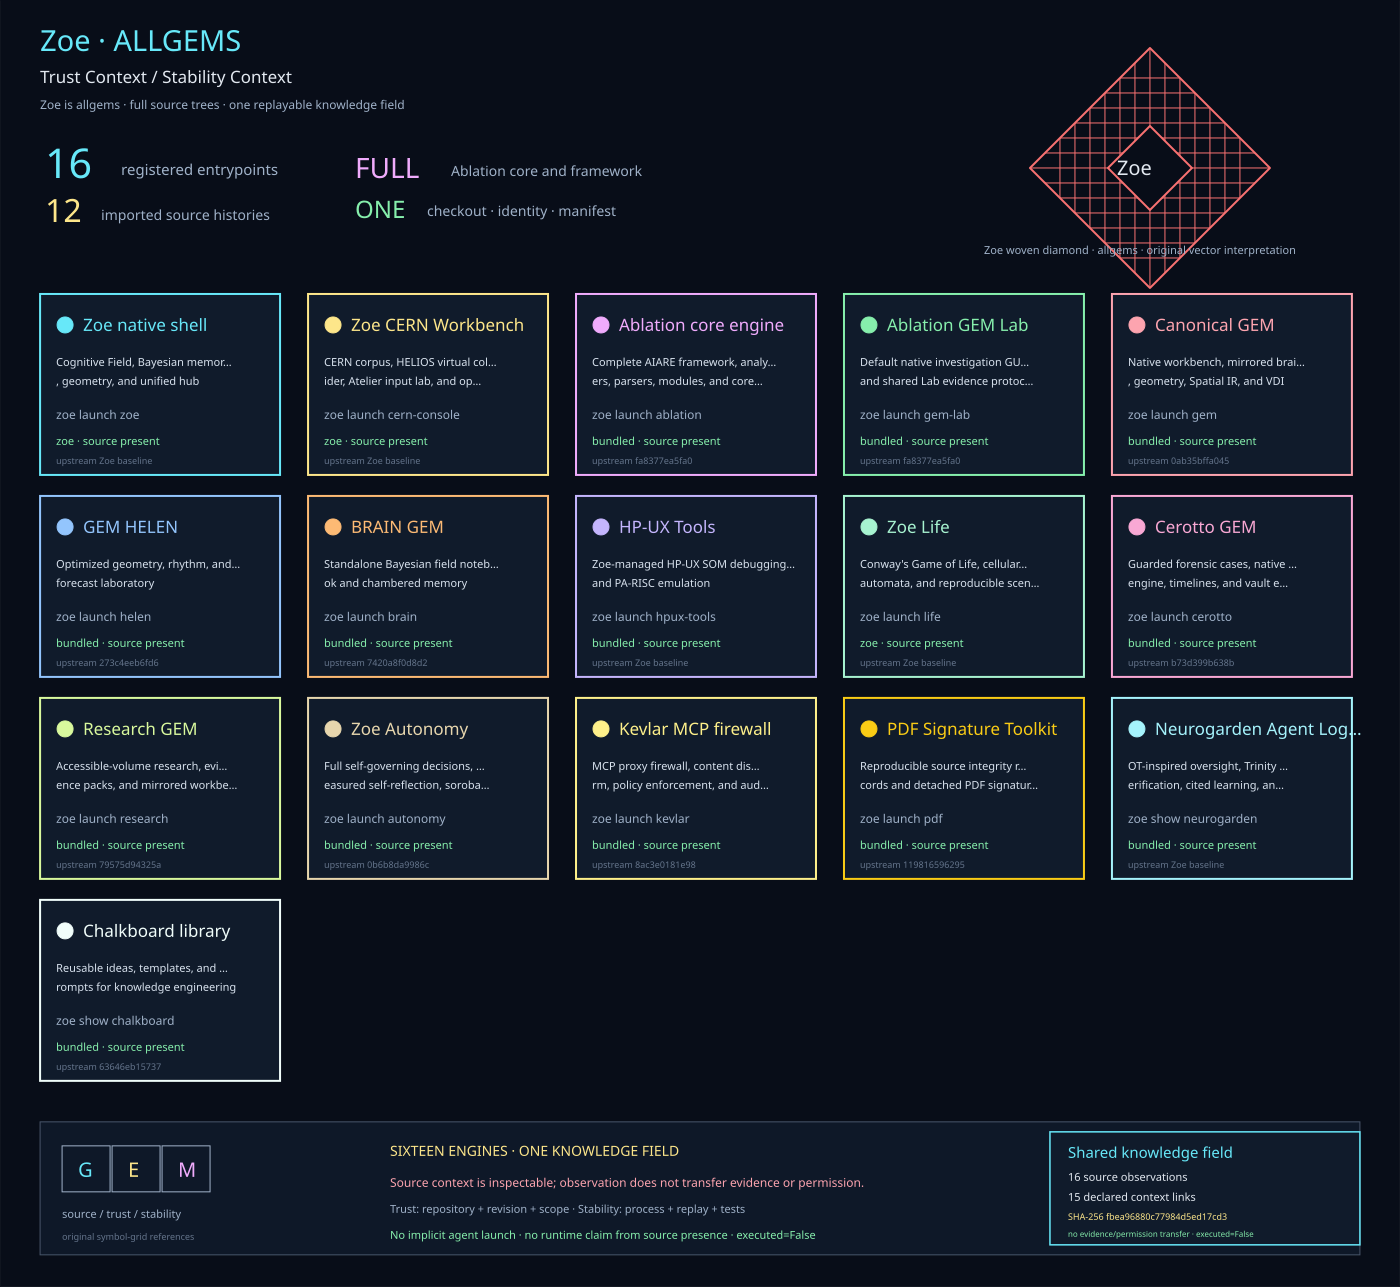 Zoe · ALLGEMS
Trust Context / Stability Context
Zoe is allgems · full source trees · one replayable knowledge field
16 registered entrypoints
FULL Ablation core and framework
12 imported source histories
ONE checkout · identity · manifest
Zoe
Zoe woven diamond · allgems · original vector interpretation
Zoe native shell
Cognitive Field, Bayesian memor...
, geometry, and unified hub
zoe launch zoe
zoe · source present
upstream Zoe baseline
Zoe CERN Workbench
CERN corpus, HELIOS virtual col...
ider, Atelier input lab, and op...
zoe launch cern-console
zoe · source present
upstream Zoe baseline
Ablation core engine
Complete AIARE framework, analy...
ers, parsers, modules, and core...
zoe launch ablation
bundled · source present
upstream fa8377ea5fa0
Ablation GEM Lab
Default native investigation GU...
and shared Lab evidence protoc...
zoe launch gem-lab
bundled · source present
upstream fa8377ea5fa0
Canonical GEM
Native workbench, mirrored brai...
, geometry, Spatial IR, and VDI
zoe launch gem
bundled · source present
upstream 0ab35bffa045
GEM HELEN
Optimized geometry, rhythm, and...
forecast laboratory
zoe launch helen
bundled · source present
upstream 273c4eeb6fd6
BRAIN GEM
Standalone Bayesian field noteb...
ok and chambered memory
zoe launch brain
bundled · source present
upstream 7420a8f0d8d2
HP-UX Tools
Zoe-managed HP-UX SOM debugging...
and PA-RISC emulation
zoe launch hpux-tools
bundled · source present
upstream Zoe baseline
Zoe Life
Conway's Game of Life, cellular...
automata, and reproducible scen...
zoe launch life
zoe · source present
upstream Zoe baseline
Cerotto GEM
Guarded forensic cases, native ...
engine, timelines, and vault e...
zoe launch cerotto
bundled · source present
upstream b73d399b638b
Research GEM
Accessible-volume research, evi...
ence packs, and mirrored workbe...
zoe launch research
bundled · source present
upstream 79575d94325a
Zoe Autonomy
Full self-governing decisions, ...
easured self-reflection, soroba...
zoe launch autonomy
bundled · source present
upstream 0b6b8da9986c
Kevlar MCP firewall
MCP proxy firewall, content dis...
rm, policy enforcement, and aud...
zoe launch kevlar
bundled · source present
upstream 8ac3e0181e98
PDF Signature Toolkit
Reproducible source integrity r...
cords and detached PDF signatur...
zoe launch pdf
bundled · source present
upstream 119816596295
Neurogarden Agent Log...
OT-inspired oversight, Trinity ...
erification, cited learning, an...
zoe show neurogarden
bundled · source present
upstream Zoe baseline
Chalkboard library
Reusable ideas, templates, and ...
rompts for knowledge engineering
zoe show chalkboard
bundled · source present
upstream 63646eb15737
G E M
source / trust / stability
original symbol-grid references
SIXTEEN ENGINES · ONE KNOWLEDGE FIELD
Source context is inspectable; observation does not transfer evidence or permission.
Trust: repository + revision + scope · Stability: process + replay + tests
No implicit agent launch · no runtime claim from source presence · executed=False
Shared knowledge field
16 source observations
15 declared context links
SHA-256 fbea96880c77984d5ed17cd3
no evidence/permission transfer · executed=False